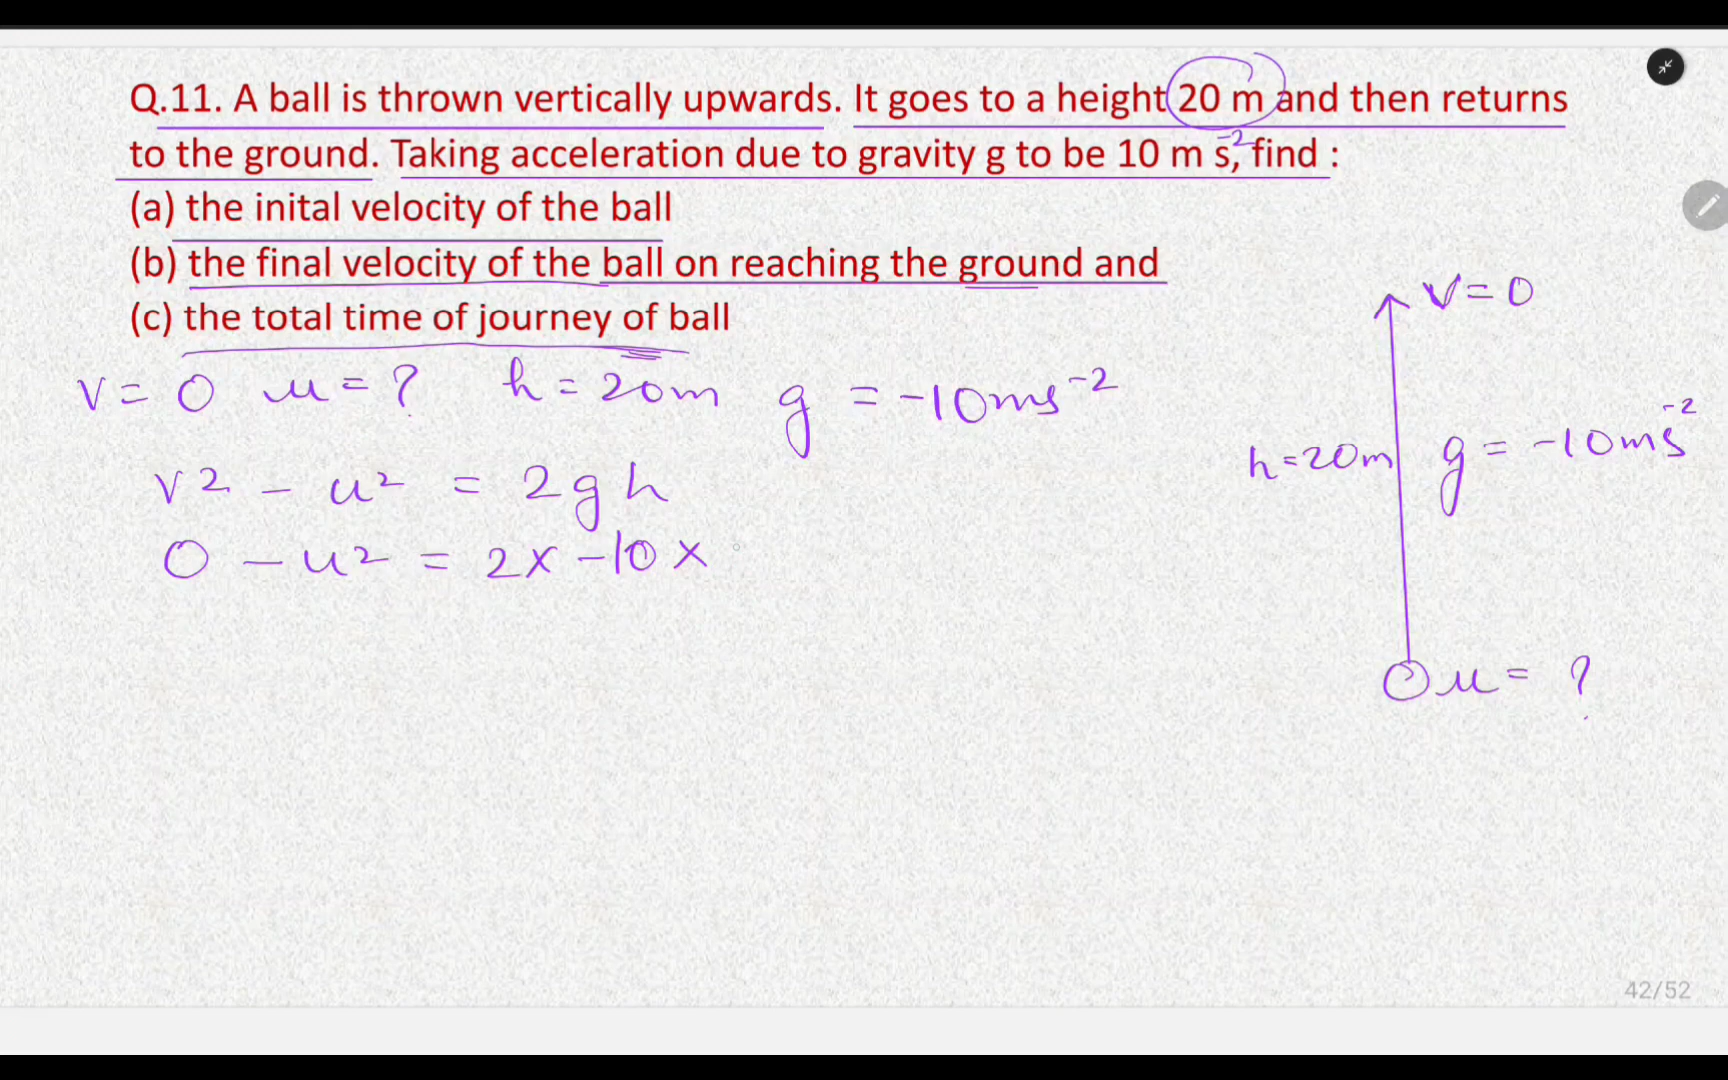 Q.11. A ball is thrown vertically upwards. It goes to a height 20 m and then returns
to the ground. Taking acceleration due to gravity g to be 10 m s⁻², find :
(a) the inital velocity of the ball
(b) the final velocity of the ball on reaching the ground and
(c) the total time of journey of ball
v = 0 u = ? h = 20m g = -10ms⁻²
v² - u² = 2gh
0 - u² = 2x -10x
v = 0
h=20m g = -10ms⁻²
u = ?
42/52